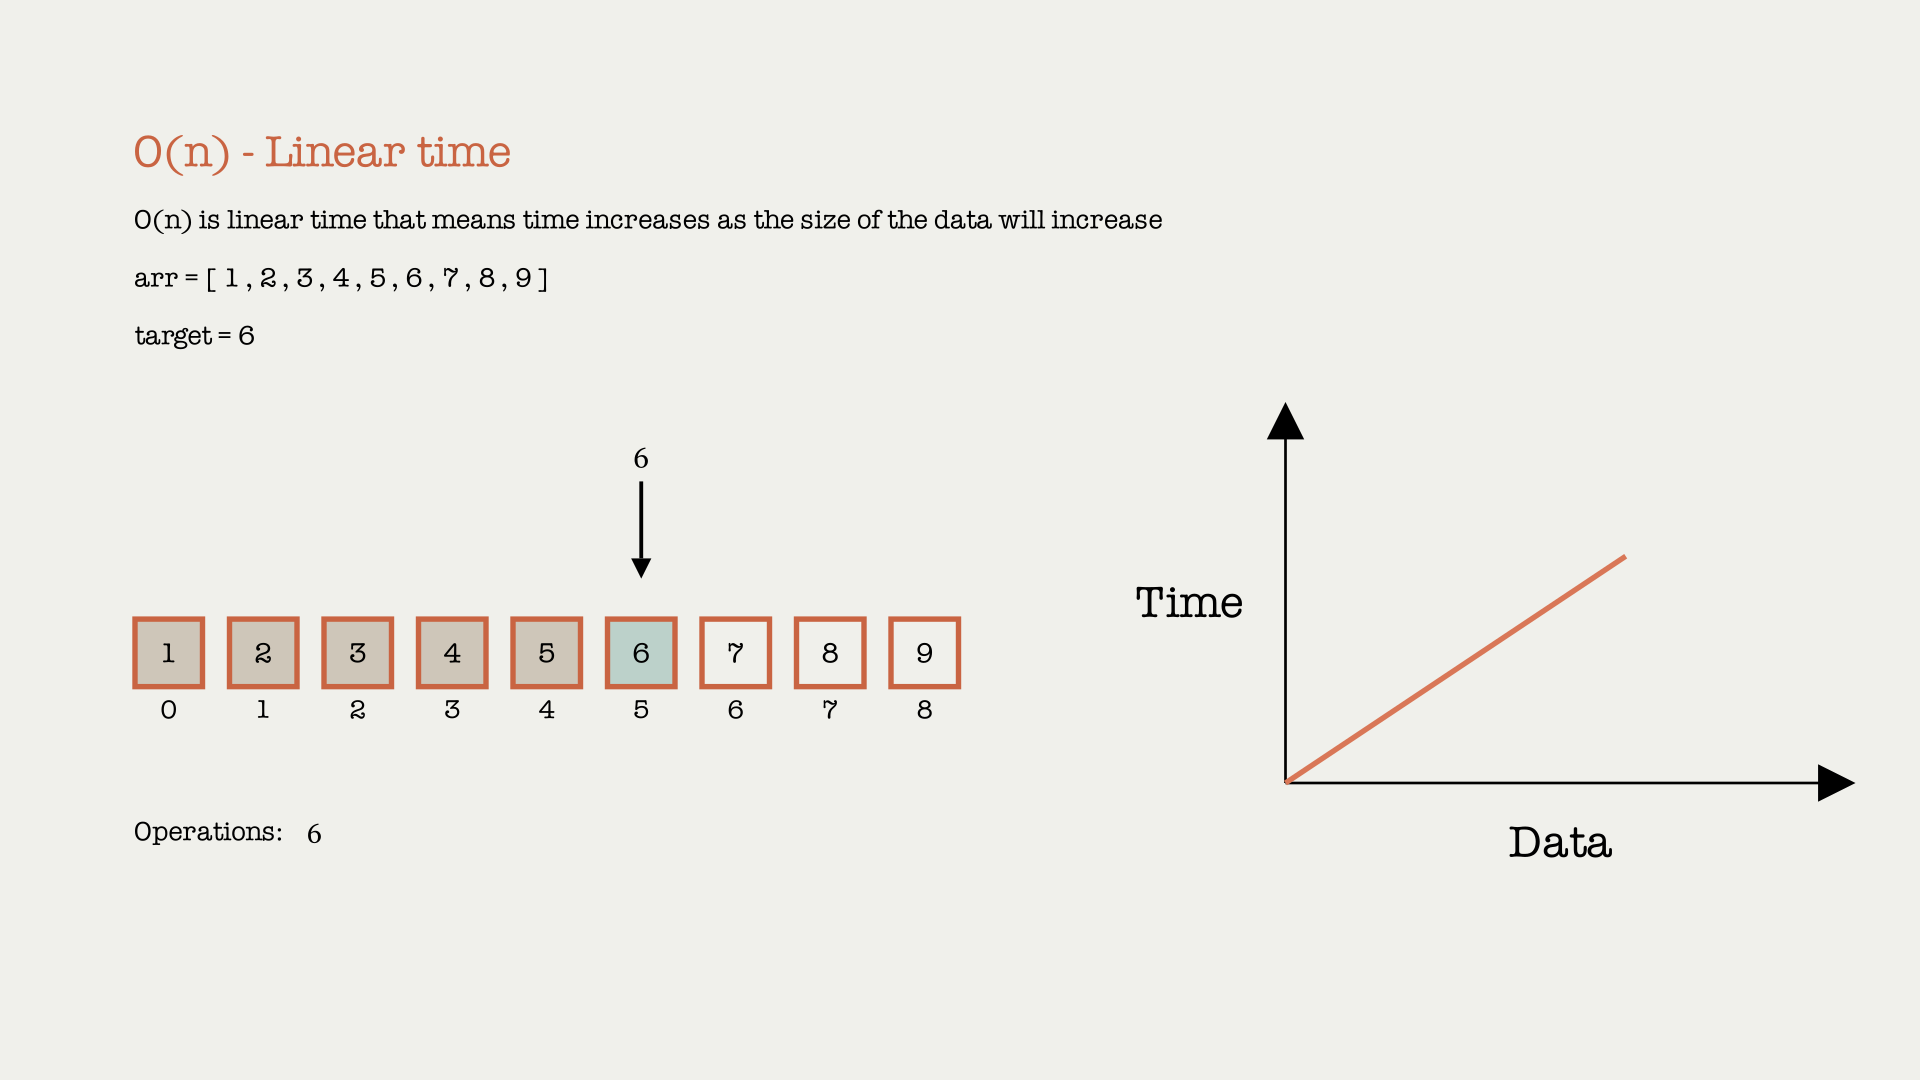 O(n) - Linear time
O(n) is linear time that means time increases as the size of the data will increase
arr = [ 1 , 2 , 3 , 4 , 5 , 6 , 7 , 8 , 9 ]
target = 6
6
1 2 3 4 5 6 7 8 9
0 1 2 3 4 5 6 7 8
Operations: 6
Time
Data